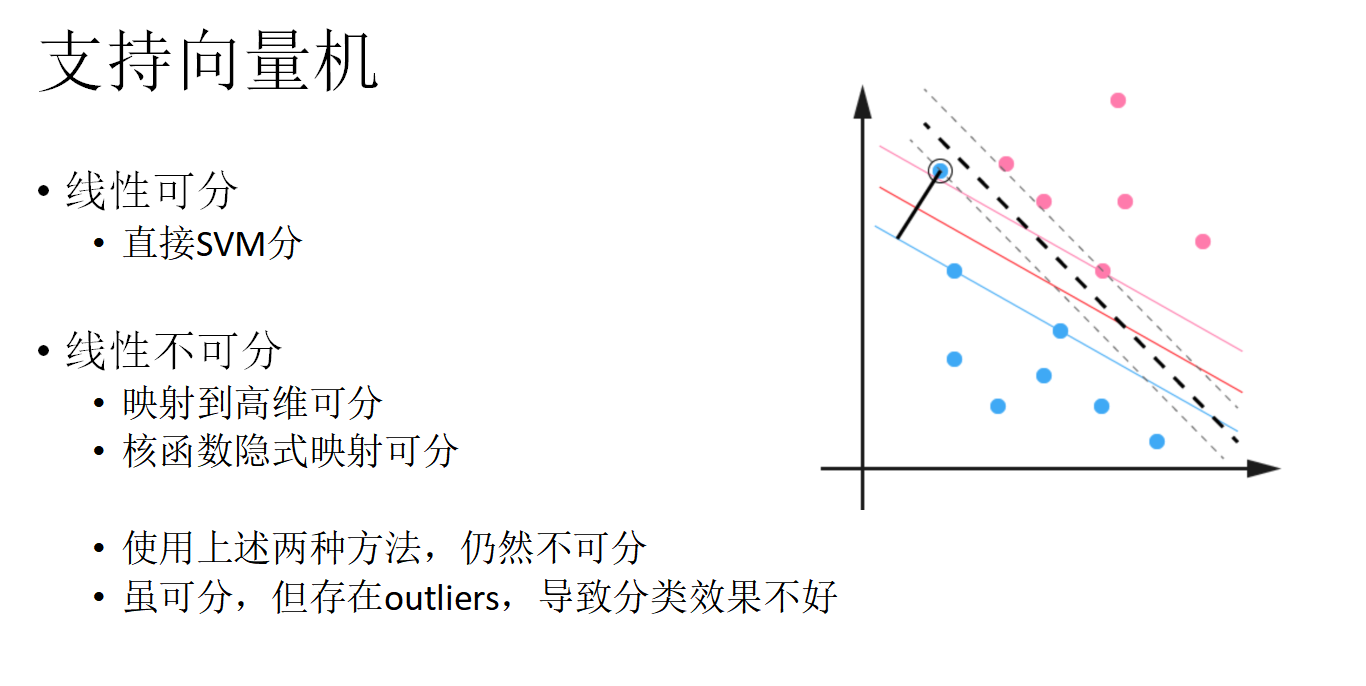 支持向量机
• 线性可分
• 直接SVM分
• 线性不可分
• 映射到高维可分
• 核函数隐式映射可分
• 使用上述两种方法，仍然不可分
• 虽可分，但存在outliers，导致分类效果不好